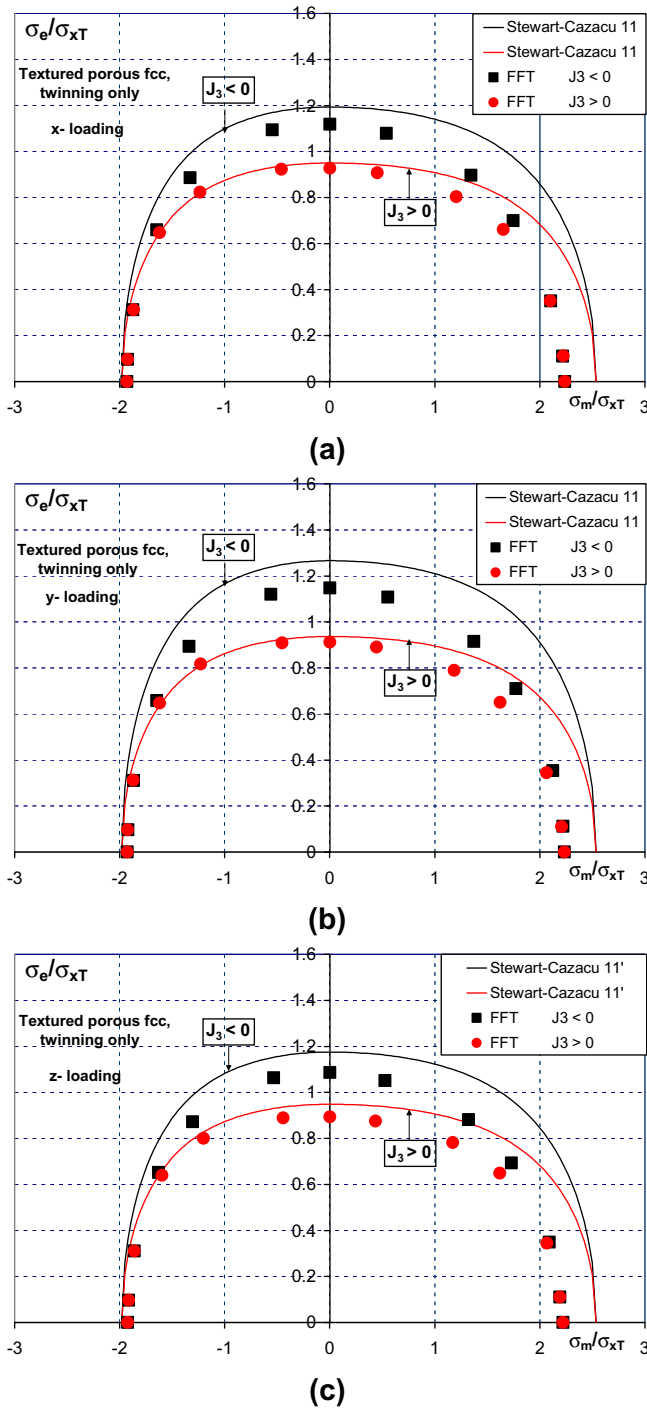 σe/σxT
1.6
Textured porous fcc,
twinning only
x- loading
J3 < 0
Stewart-Cazacu 11
Stewart-Cazacu 11
FFT J3 < 0
FFT J3 > 0
1.4
1.2
1
0.8
0.6
0.4
0.2
0
J3 > 0
σm/σxT
-3 -2 -1 0 1 2 3
(a)
σe/σxT
1.6
Textured porous fcc,
twinning only
y- loading
J3 < 0
Stewart-Cazacu 11
Stewart-Cazacu 11
FFT J3 < 0
FFT J3 > 0
1.4
1.2
1
0.8
0.6
0.4
0.2
0
J3 > 0
σm/σxT
-3 -2 -1 0 1 2 3
(b)
σe/σxT
1.6
Textured porous fcc,
twinning only
z- loading
J3 < 0
Stewart-Cazacu 11'
Stewart-Cazacu 11'
FFT J3 < 0
FFT J3 > 0
1.4
1.2
1
0.8
0.6
0.4
0.2
0
J3 > 0
σm/σxT
-3 -2 -1 0 1 2 3
(c)